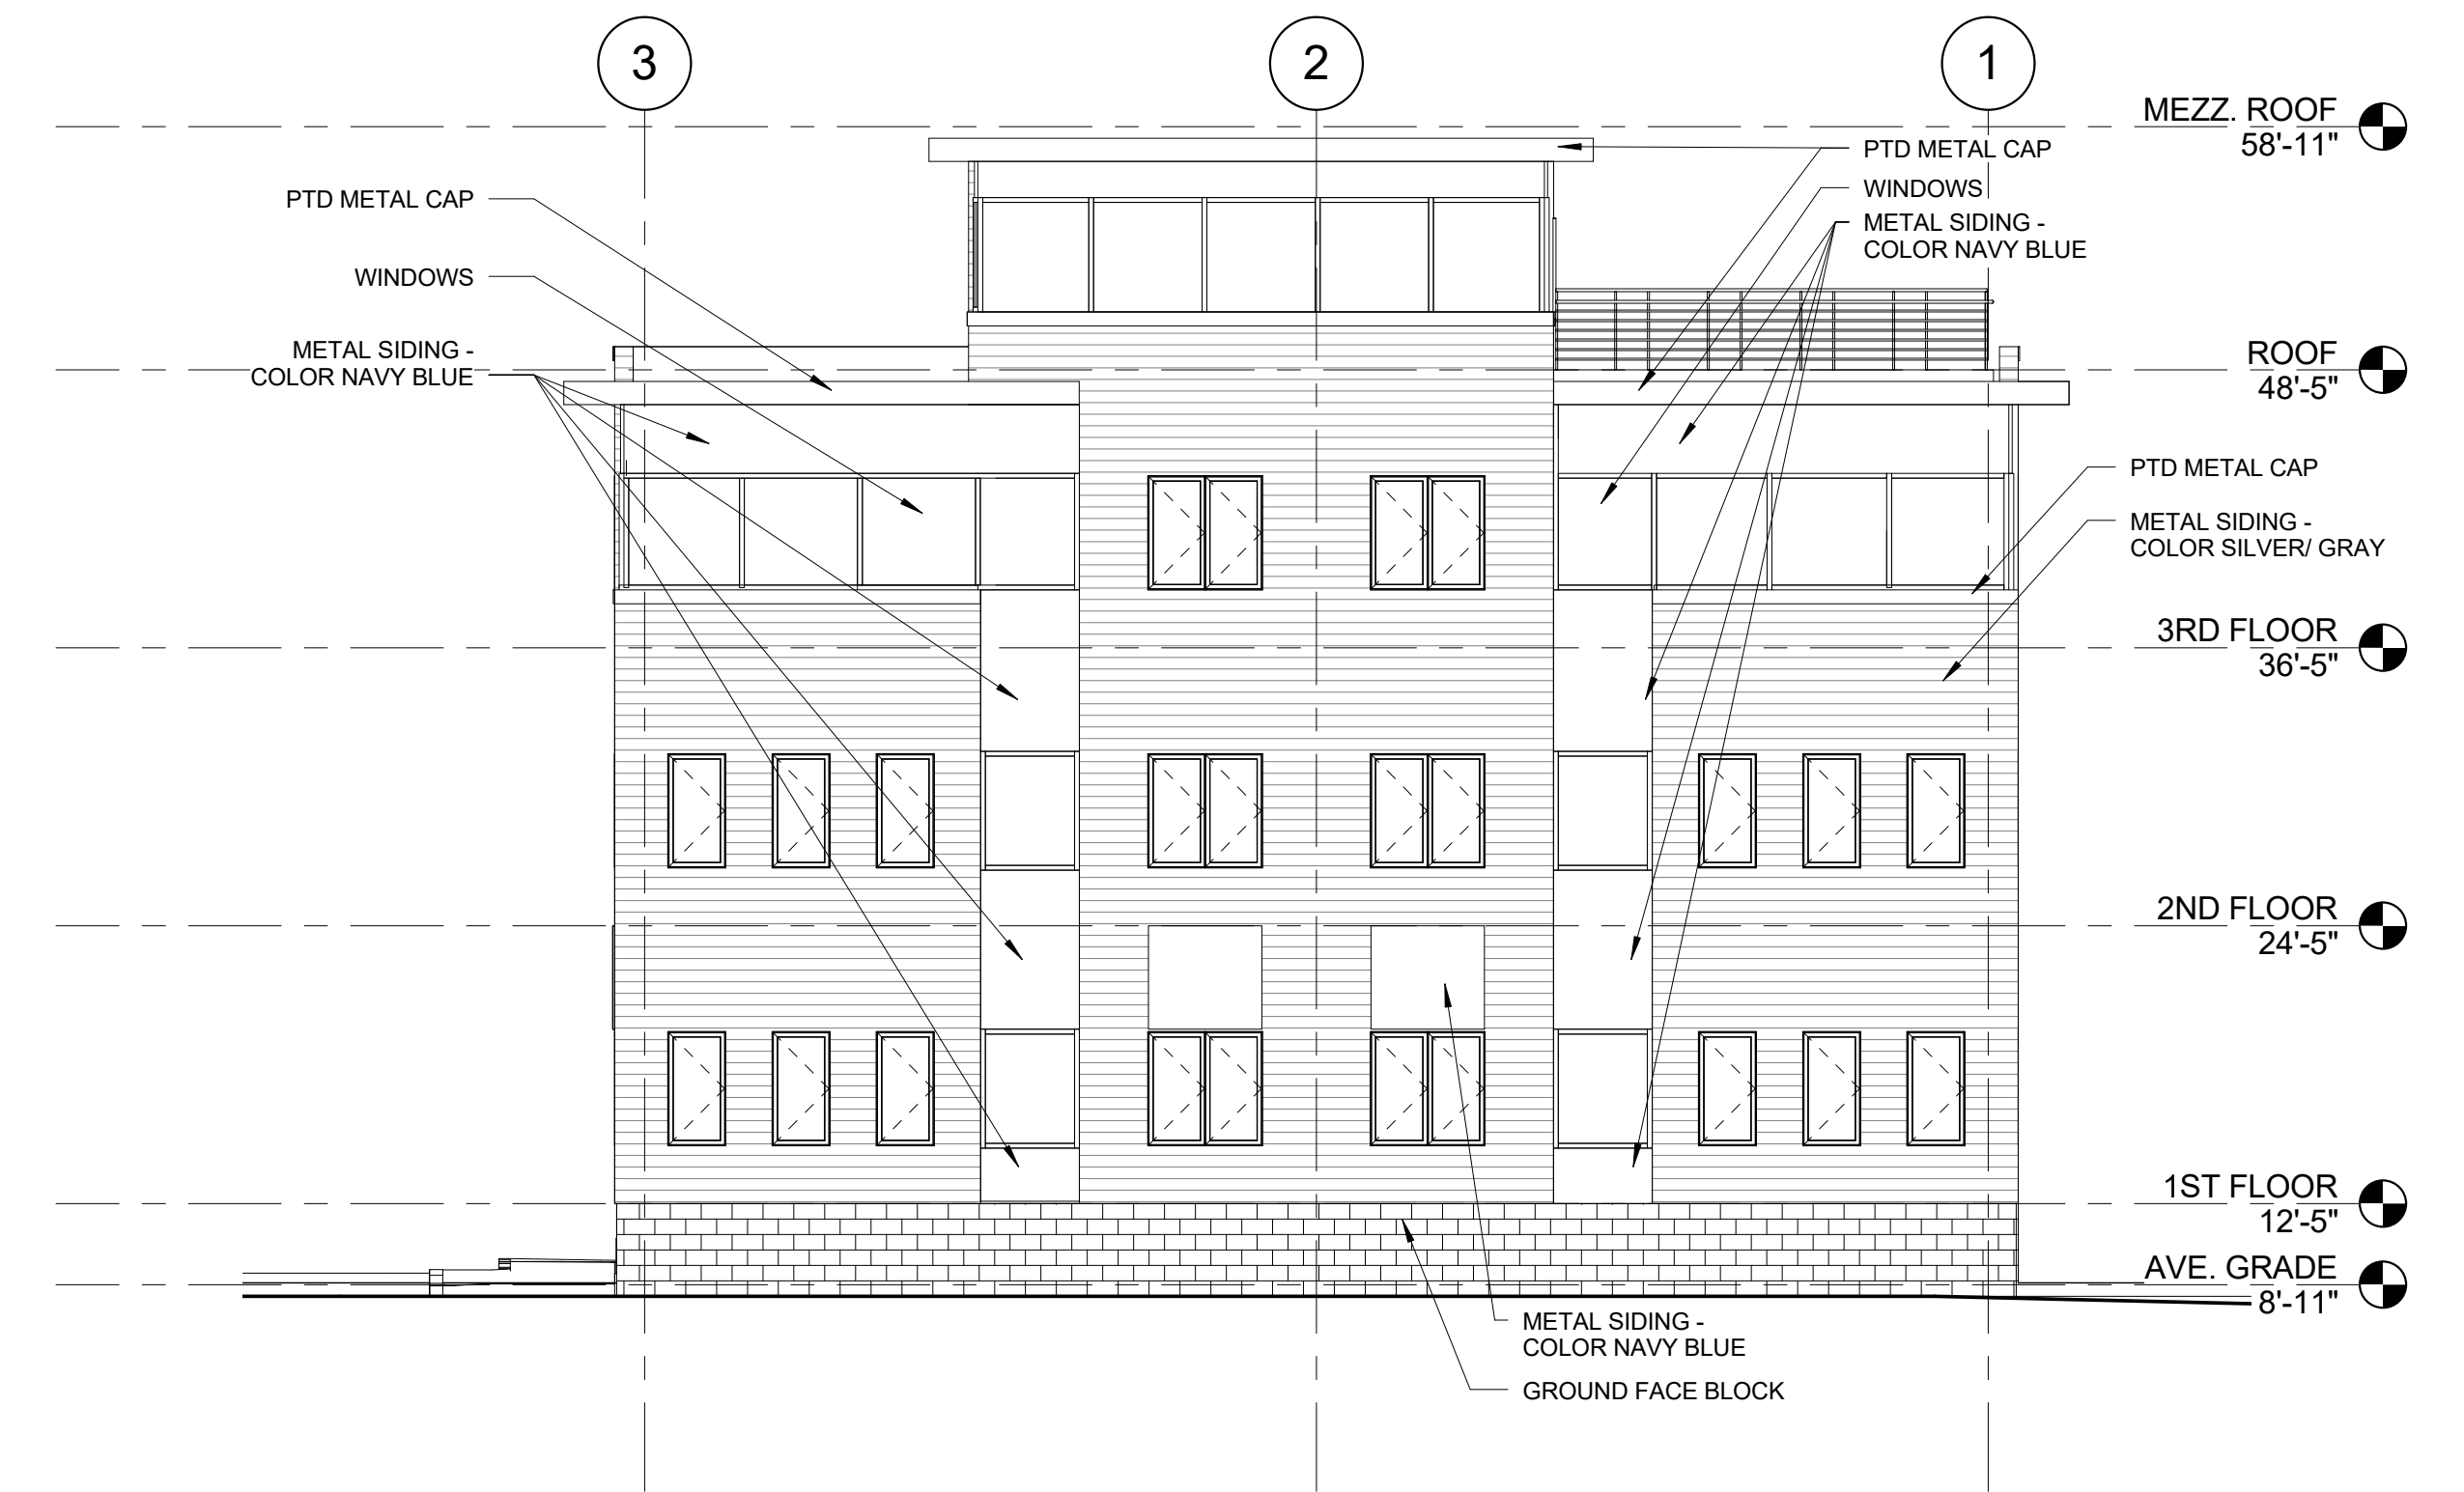 3
2
1
MEZZ. ROOF
58'-11"
PTD METAL CAP
WINDOWS
METAL SIDING -
COLOR NAVY BLUE
PTD METAL CAP
WINDOWS
METAL SIDING -
COLOR NAVY BLUE
ROOF
48'-5"
PTD METAL CAP
METAL SIDING -
COLOR SILVER/ GRAY
3RD FLOOR
36'-5"
2ND FLOOR
24'-5"
1ST FLOOR
12'-5"
AVE. GRADE
8'-11"
METAL SIDING -
COLOR NAVY BLUE
GROUND FACE BLOCK